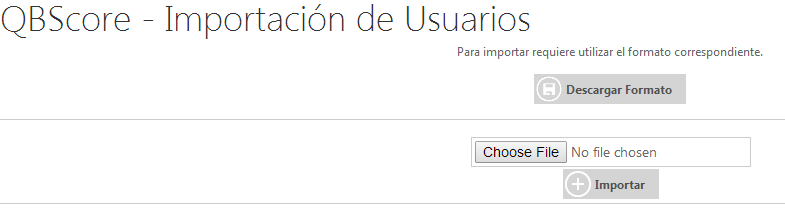 QBScore - Importación de Usuarios
Para importar requiere utilizar el formato correspondiente.
Descargar Formato
Choose File No file chosen
Importar